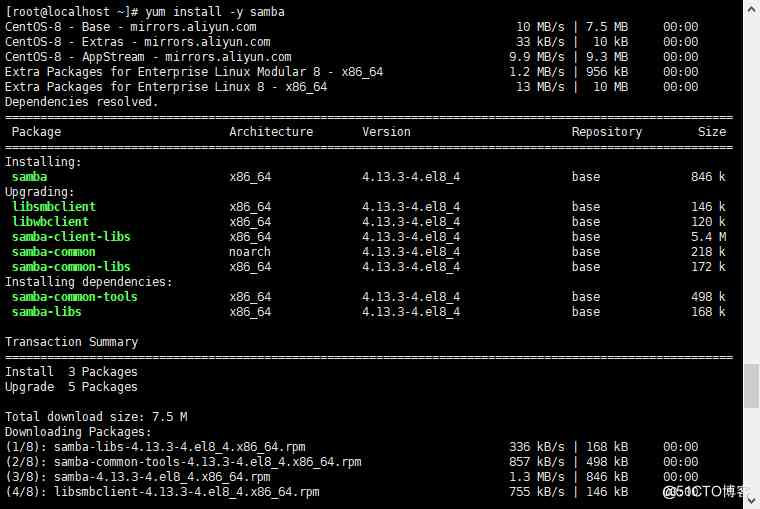 [root@localhost ~]# yum install -y samba
CentOS-8 - Base - mirrors.aliyun.com 10 MB/s | 7.5 MB 00:00
CentOS-8 - Extras - mirrors.aliyun.com 33 kB/s | 10 kB 00:00
CentOS-8 - AppStream - mirrors.aliyun.com 9.9 MB/s | 9.3 MB 00:00
Extra Packages for Enterprise Linux Modular 8 - x86_64 1.2 MB/s | 956 kB 00:00
Extra Packages for Enterprise Linux 8 - x86_64 13 MB/s | 10 MB 00:00
Dependencies resolved.
Package Architecture Version Repository Size
Installing:
samba x86_64 4.13.3-4.el8_4 base 846 k
Upgrading:
libsmbclient x86_64 4.13.3-4.el8_4 base 146 k
libwbclient x86_64 4.13.3-4.el8_4 base 120 k
samba-client-libs x86_64 4.13.3-4.el8_4 base 5.4 M
samba-common noarch 4.13.3-4.el8_4 base 218 k
samba-common-libs x86_64 4.13.3-4.el8_4 base 172 k
Installing dependencies:
samba-common-tools x86_64 4.13.3-4.el8_4 base 498 k
samba-libs x86_64 4.13.3-4.el8_4 base 168 k
Transaction Summary
Install 3 Packages
Upgrade 5 Packages
Total download size: 7.5 M
Downloading Packages:
(1/8): samba-libs-4.13.3-4.el8_4.x86_64.rpm 336 kB/s | 168 kB 00:00
(2/8): samba-common-tools-4.13.3-4.el8_4.x86_64.rpm 857 kB/s | 498 kB 00:00
(3/8): samba-4.13.3-4.el8_4.x86_64.rpm 1.3 MB/s | 846 kB 00:00
(4/8): libsmbclient-4.13.3-4.el8_4.x86_64.rpm 755 kB/s | 146 kB 00:00
@51CTO博客